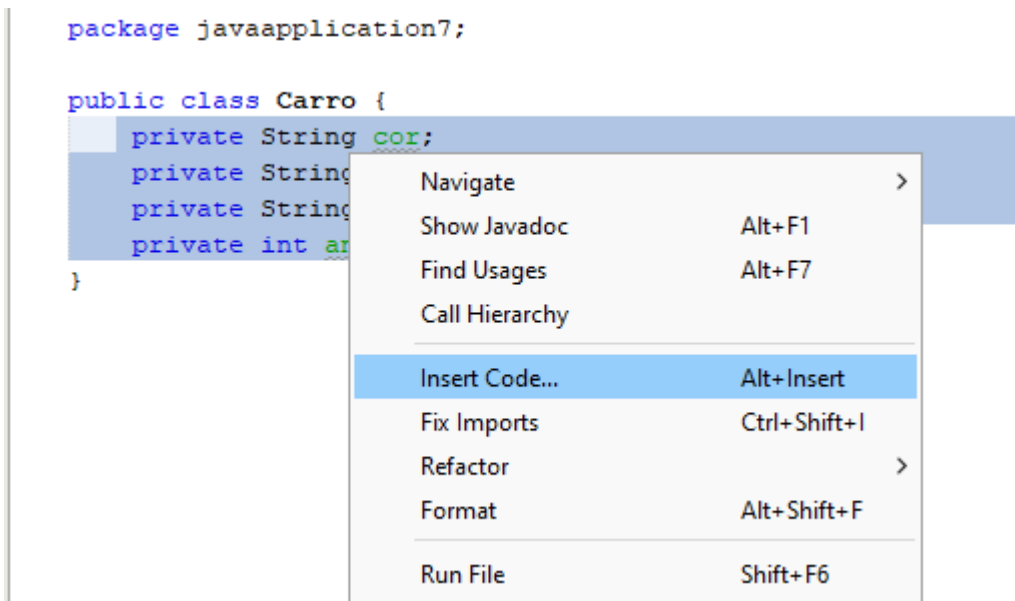 package javaapplication7;
public class Carro {
private String cor;
private String
private String
private int
}
Navigate >
Show Javadoc Alt+F1
Find Usages Alt+F7
Call Hierarchy
Insert Code... Alt+Insert
Fix Imports Ctrl+Shift+I
Refactor >
Format Alt+Shift+F
Run File Shift+F6